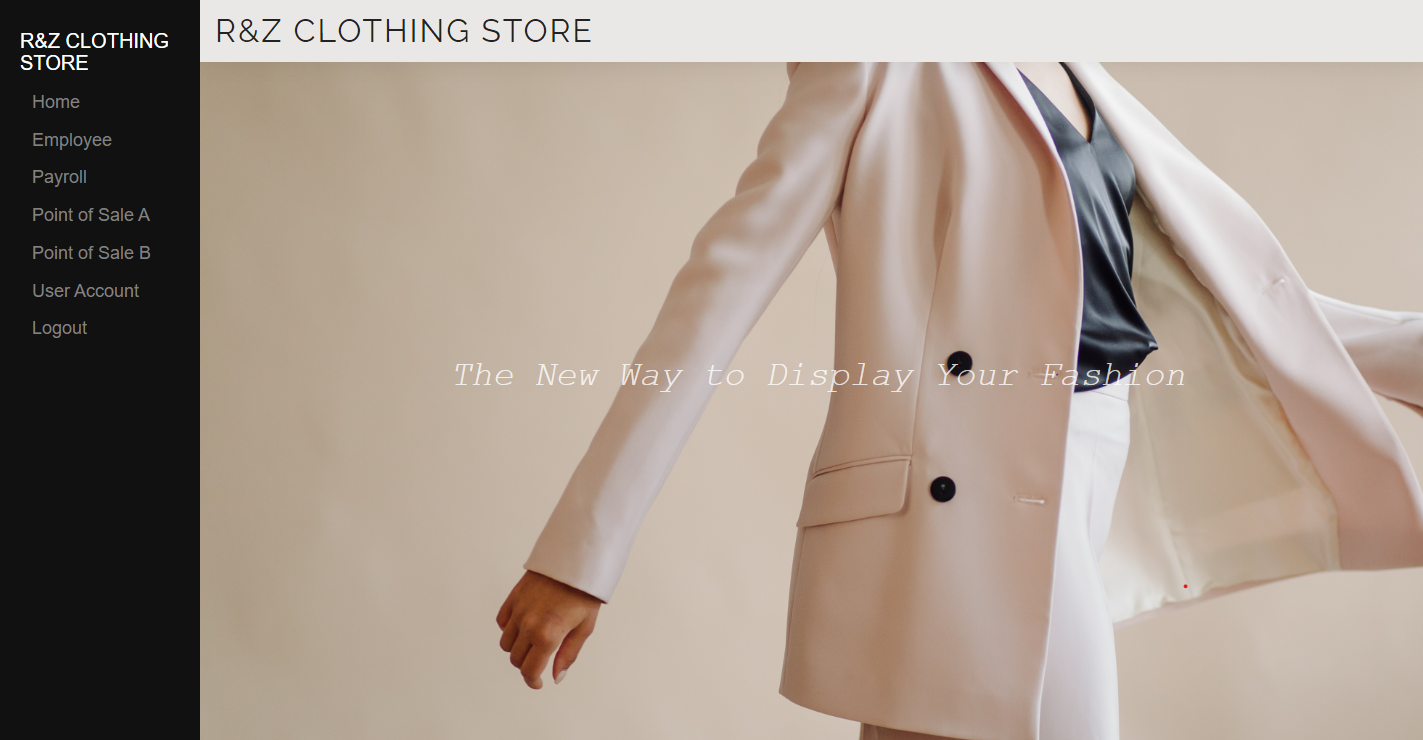 R&Z CLOTHING
STORE
Home
Employee
Payroll
Point of Sale A
Point of Sale B
User Account
Logout
R&Z CLOTHING STORE
The New Way to Display Your Fashion